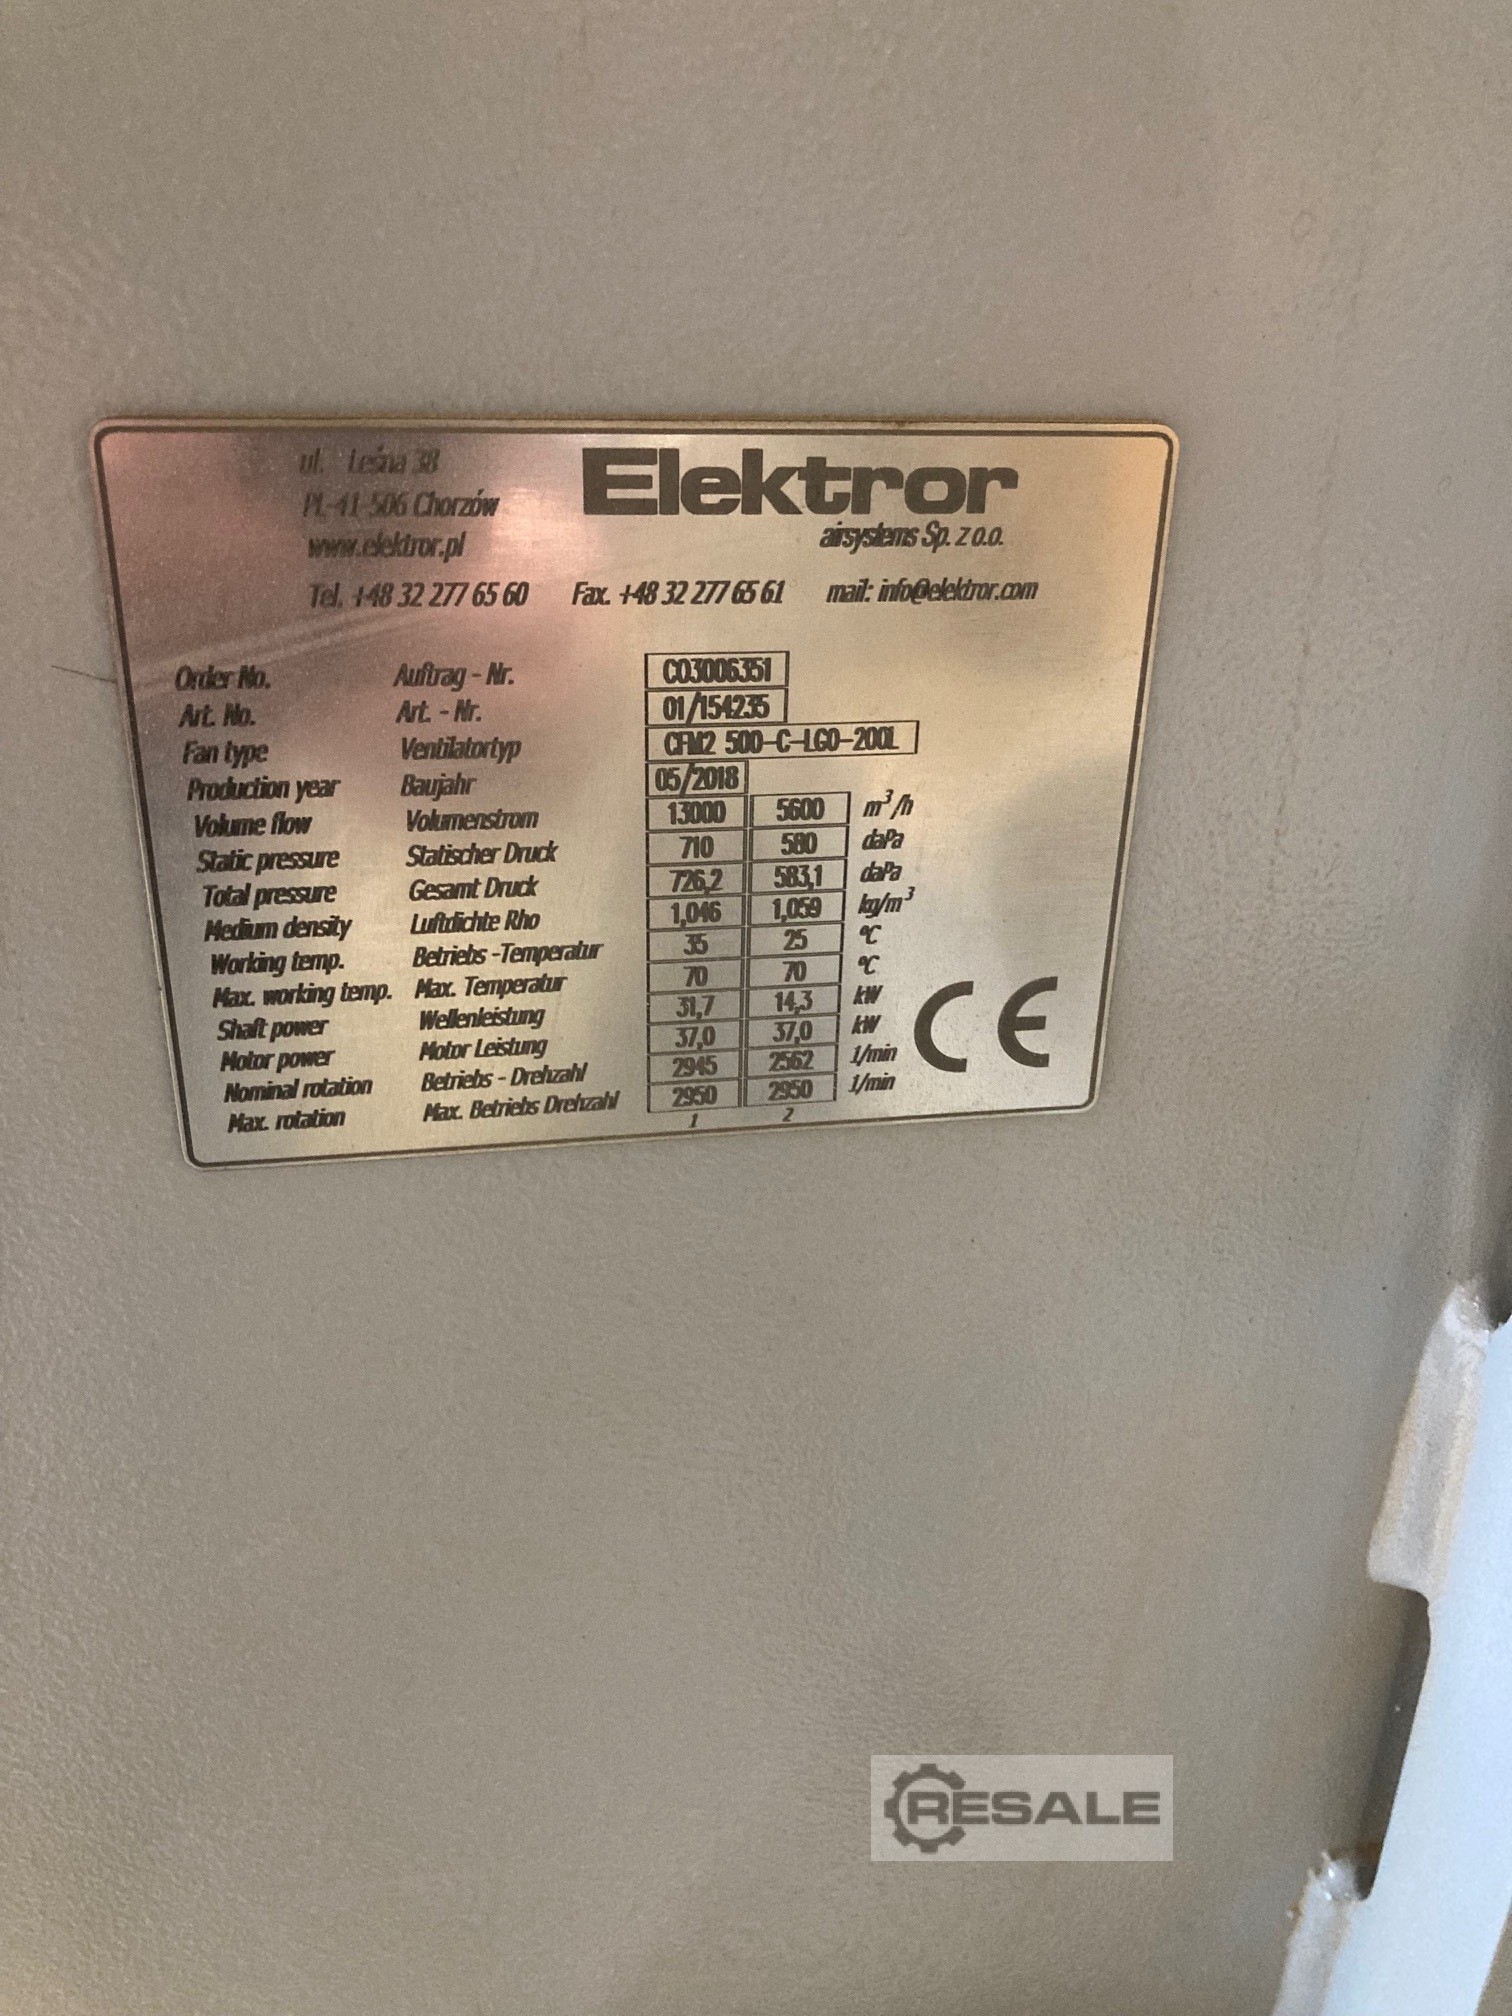 ul. Leśna 38
PL-41-506 Chorzów
www.elektror.pl
Elektror
airsystems Sp. z o.o.
Tel. +48 32 277 65 60 Fax. +48 32 277 65 61 mail: info@elektror.com
Order No. Auftrag - Nr. CO3006351
Art. No. Art. - Nr. 01/154235
Fan type Ventilatortyp CFM2 500-C-LG0-200L
Production year Baujahr 05/2018
Volume flow Volumenstrom 13000 5600 m³/h
Static pressure Statischer Druck 710 580 daPa
Total pressure Gesamt Druck 726,2 583,1 daPa
Medium density Luftdichte Rho 1,046 1,059 kg/m³
Working temp. Betriebs -Temperatur 35 25 °C
Max. working temp. Max. Temperatur 70 70 °C
Shaft power Wellenleistung 31,7 14,3 kW
Motor power Motor Leistung 37,0 37,0 kW
Nominal rotation Betriebs - Drehzahl 2945 2562 1/min
Max. rotation Max. Betriebs Drehzahl 2950 2950 1/min
1 2
CE
RESALE